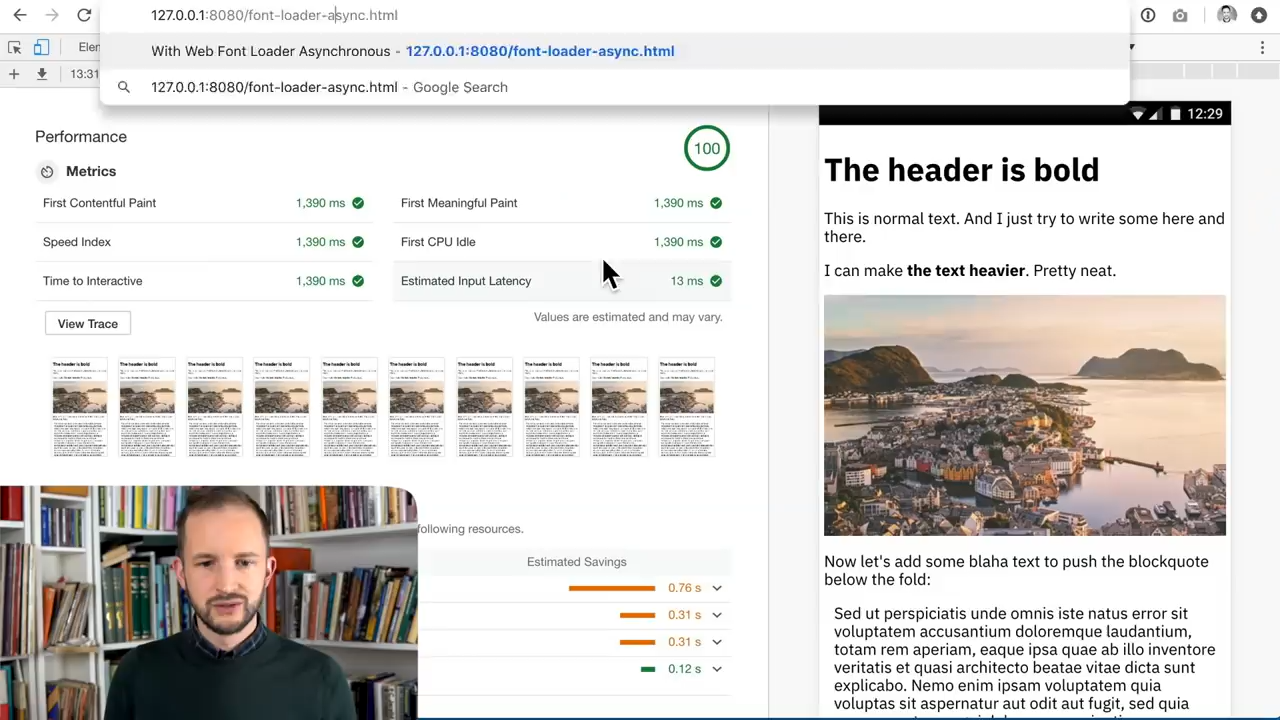 127.0.0.1:8080/font-loader-async.html
With Web Font Loader Asynchronous - 127.0.0.1:8080/font-loader-async.html
127.0.0.1:8080/font-loader-async.html - Google Search
Elem
13:31
12:29
Performance
100
Metrics
First Contentful Paint 1,390 ms
First Meaningful Paint 1,390 ms
Speed Index 1,390 ms
First CPU Idle 1,390 ms
Time to Interactive 1,390 ms
Estimated Input Latency 13 ms
View Trace
Values are estimated and may vary.
following resources.
Estimated Savings
0.76 s
0.31 s
0.31 s
0.12 s
The header is bold
This is normal text. And I just try to write some here and
there.
I can make the text heavier. Pretty neat.
Now let's add some blaha text to push the blockquote
below the fold:
Sed ut perspiciatis unde omnis iste natus error sit
voluptatem accusantium doloremque laudantium,
totam rem aperiam, eaque ipsa quae ab illo inventore
veritatis et quasi architecto beatae vitae dicta sunt
explicabo. Nemo enim ipsam voluptatem quia
voluptas sit aspernatur aut odit aut fugit, sed quia